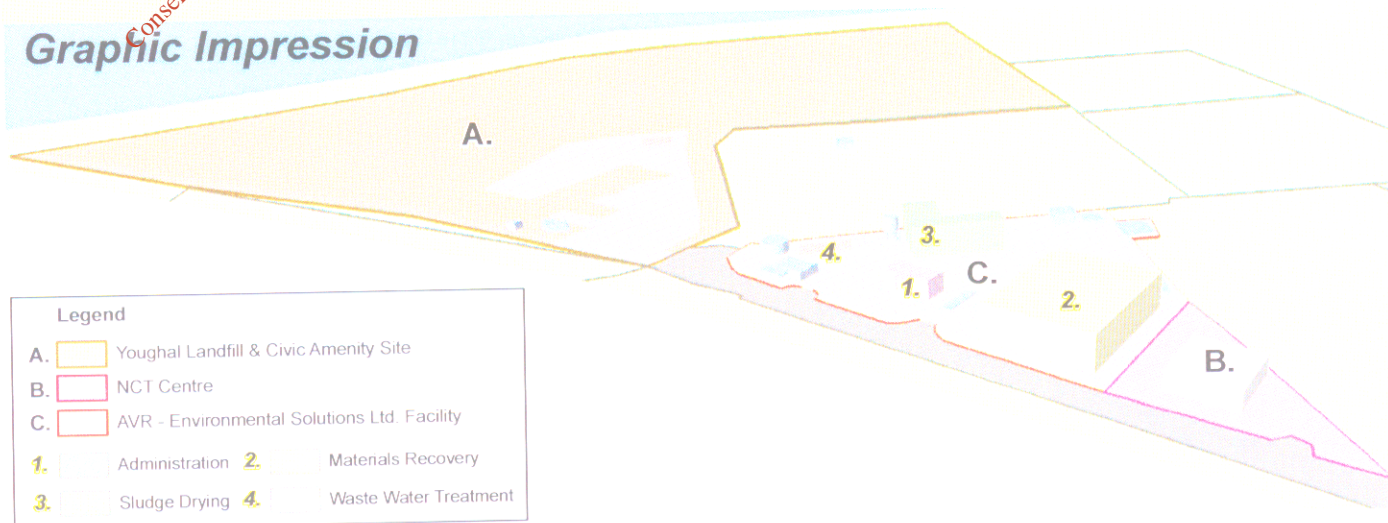 Conse
Graphic Impression
A.
3.
4.
C.
1.
2.
B.
Legend
A. Youghal Landfill & Civic Amenity Site
B. NCT Centre
C. AVR - Environmental Solutions Ltd. Facility
1. Administration 2. Materials Recovery
3. Sludge Drying 4. Waste Water Treatment